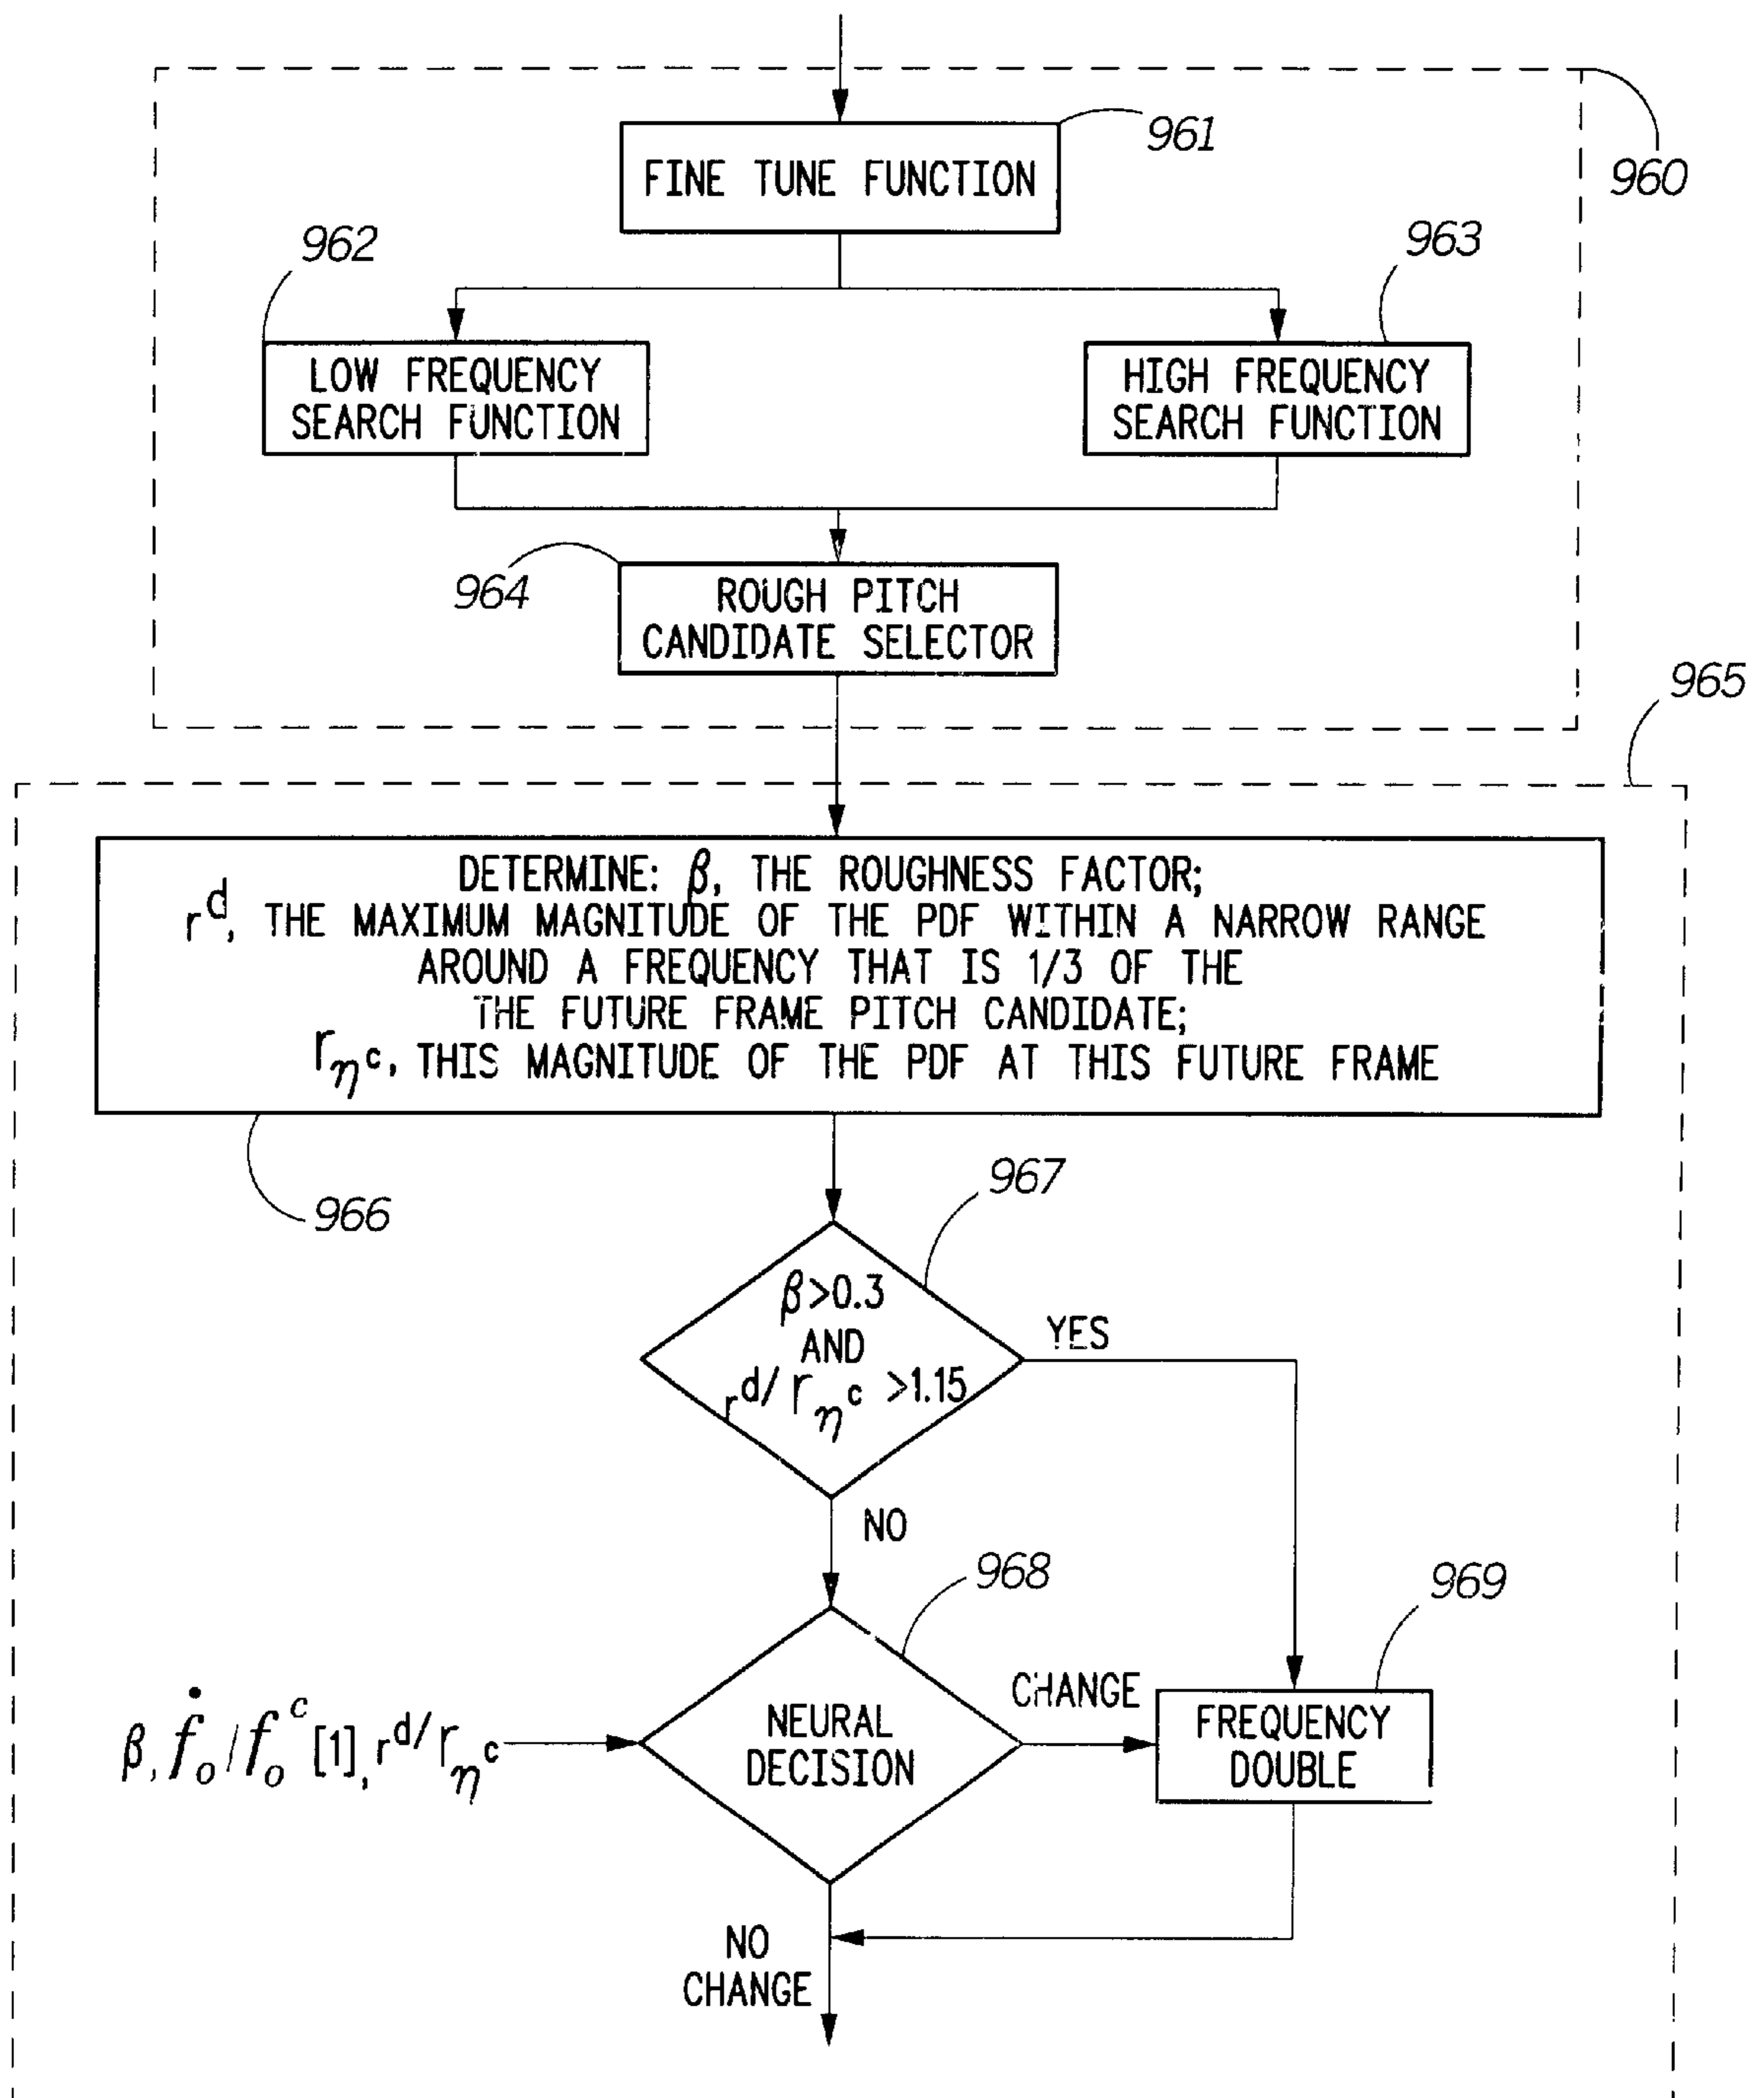 961
FINE TUNE FUNCTION
960
962
963
LOW FREQUENCY
SEARCH FUNCTION
HIGH FREQUENCY
SEARCH FUNCTION
964
ROUGH PITCH
CANDIDATE SELECTOR
965
DETERMINE: β, THE ROUGHNESS FACTOR;
r^d, THE MAXIMUM MAGNITUDE OF THE PDF WITHIN A NARROW RANGE
AROUND A FREQUENCY THAT IS 1/3 OF THE
THE FUTURE FRAME PITCH CANDIDATE;
r_η^c, THIS MAGNITUDE OF THE PDF AT THIS FUTURE FRAME
966
967
β>0.3
AND
r^d/r_η^c >1.15
YES
NO
968
969
CHANGE
NEURAL
DECISION
FREQUENCY
DOUBLE
β, ḟ_o/f_o^c [1], r^d/r_η^c
NO
CHANGE